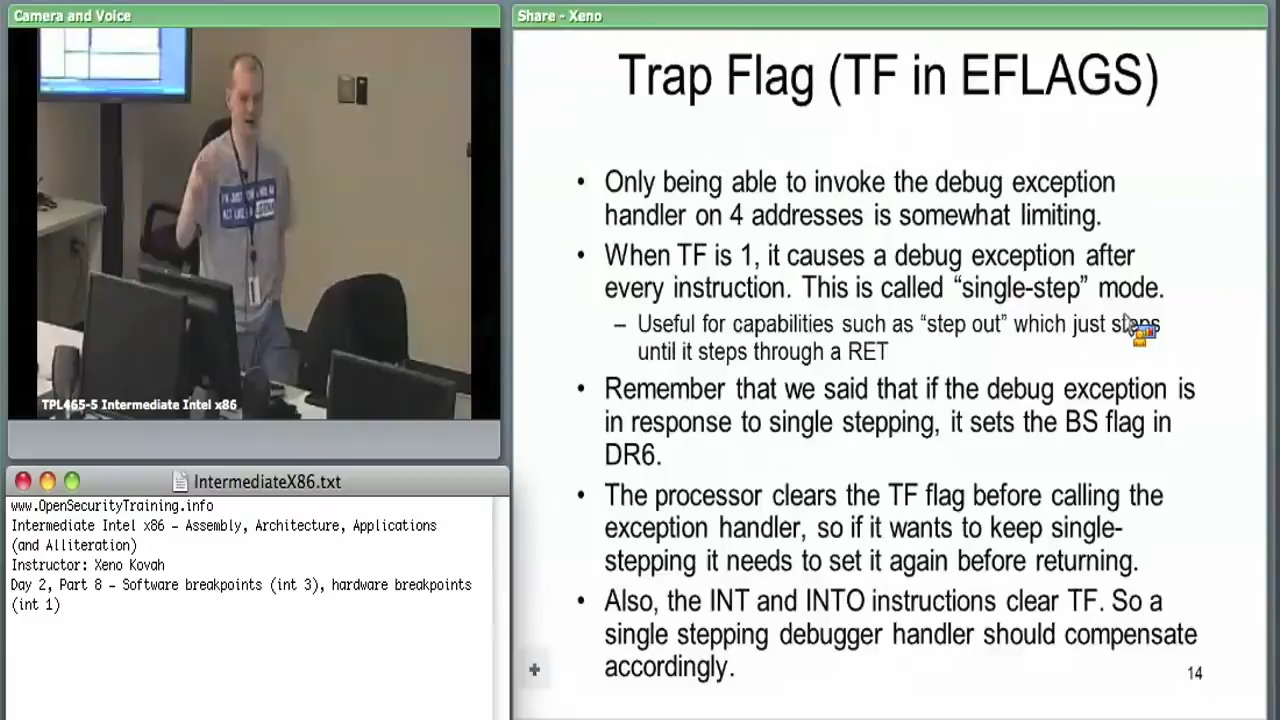 Camera and Voice
TPL465-5 Intermediate Intel x86
IntermediateX86.txt
www.OpenSecurityTraining.info
Intermediate Intel x86 – Assembly, Architecture, Applications
(and Alliteration)
Instructor: Xeno Kovah
Day 2, Part 8 – Software breakpoints (int 3), hardware breakpoints
(int 1)
Share - Xeno
Trap Flag (TF in EFLAGS)
• Only being able to invoke the debug exception
handler on 4 addresses is somewhat limiting.
• When TF is 1, it causes a debug exception after
every instruction. This is called “single-step” mode.
– Useful for capabilities such as “step out” which just steps
until it steps through a RET
• Remember that we said that if the debug exception is
in response to single stepping, it sets the BS flag in
DR6.
• The processor clears the TF flag before calling the
exception handler, so if it wants to keep single-
stepping it needs to set it again before returning.
• Also, the INT and INTO instructions clear TF. So a
single stepping debugger handler should compensate
accordingly.
14